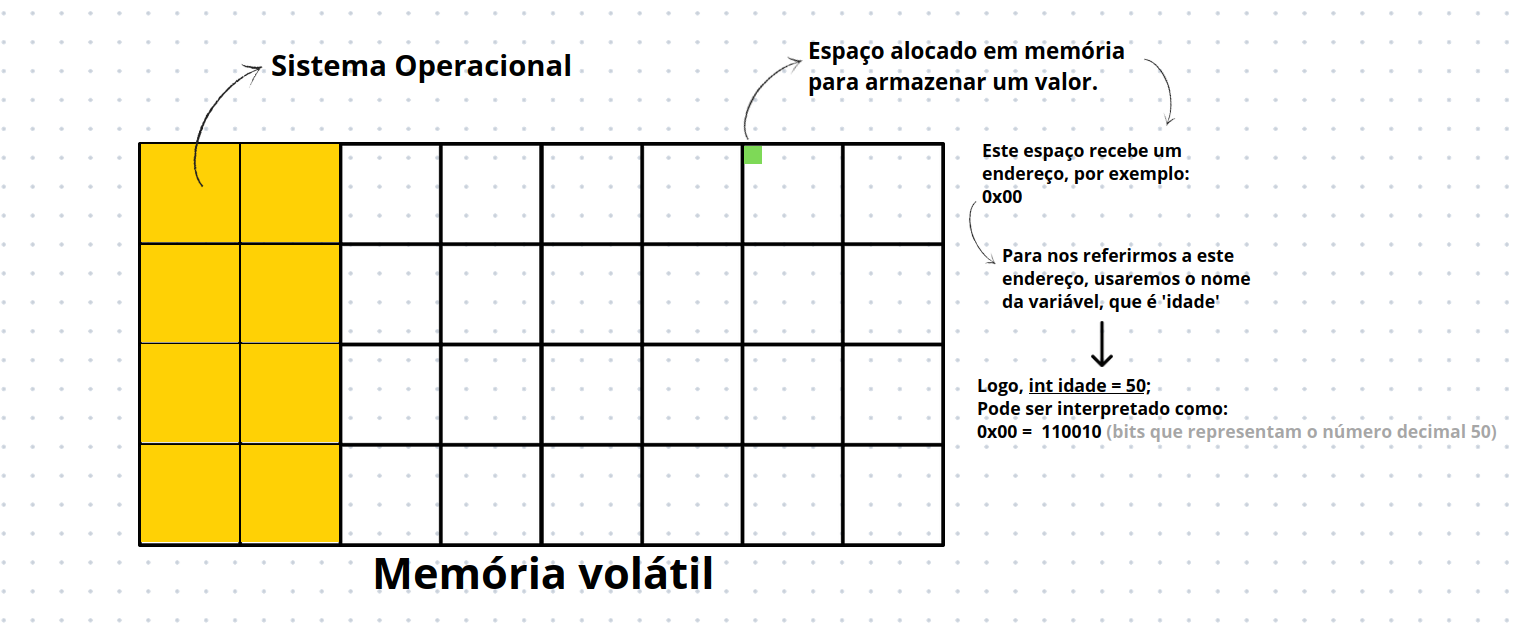 Sistema Operacional
Espaço alocado em memória
para armazenar um valor.
Este espaço recebe um
endereço, por exemplo:
0x00
Para nos referirmos a este
endereço, usaremos o nome
da variável, que é 'idade'
Logo, int idade = 50;
Pode ser interpretado como:
0x00 = 110010 (bits que representam o número decimal 50)
Memória volátil